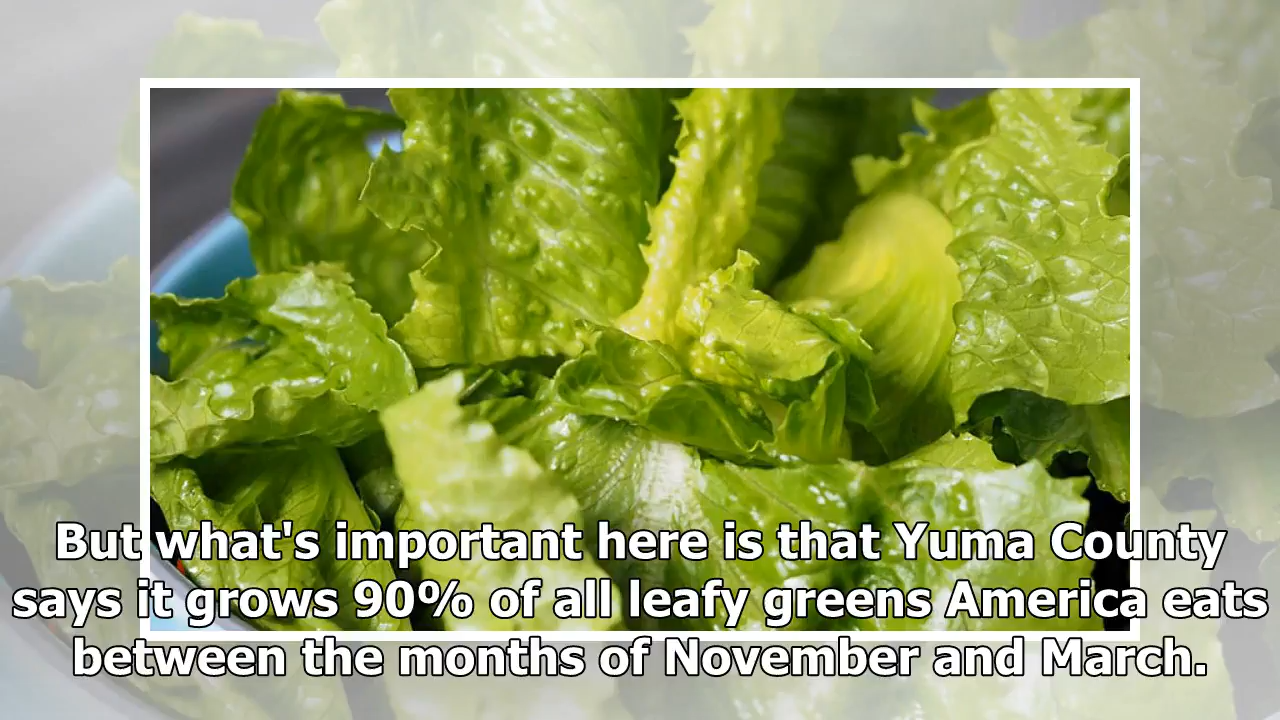 But what's important here is that Yuma County
says it grows 90% of all leafy greens America eats
between the months of November and March.